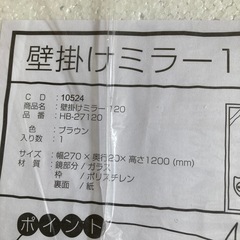 壁掛けミラー1
CD:10524
商品名:壁掛けミラー120
品番:HB-27120
色:ブラウン
入り数:1
サイズ:幅270×奥行23×高さ1200(mm)
材質:鏡部分/ガラス
枠/ポリスチレン
裏面/紙
ポイント